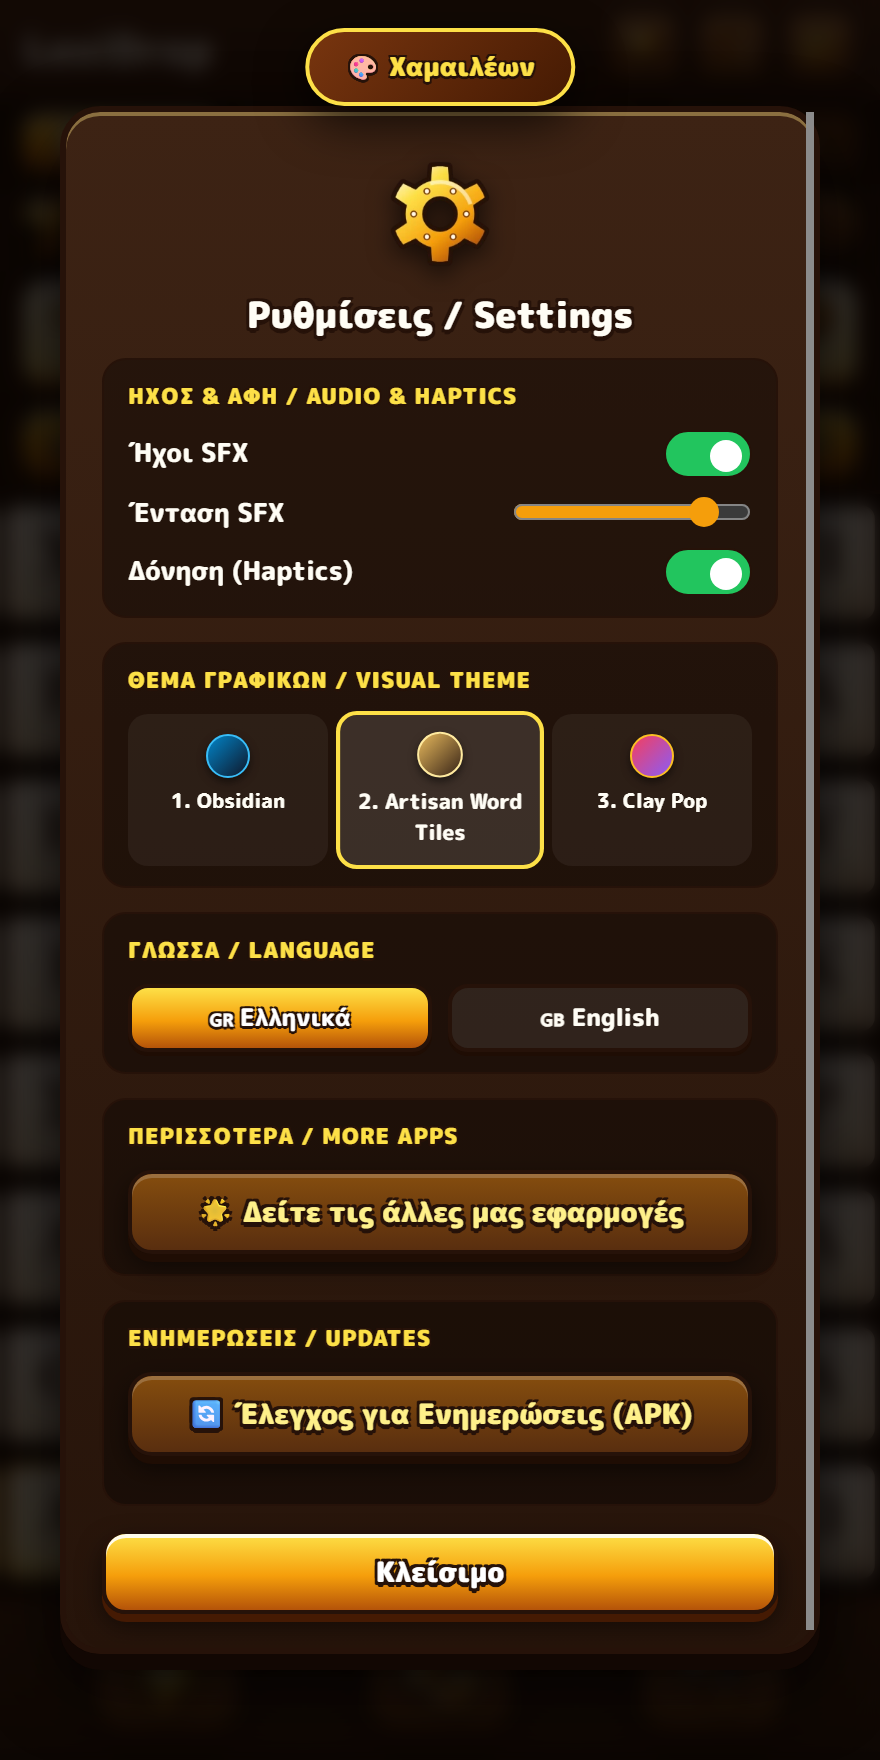 Χαμαιλέων
Ρυθμίσεις / Settings
ΗΧΟΣ & ΑΦΗ / AUDIO & HAPTICS
Ήχοι SFX
Ένταση SFX
Δόνηση (Haptics)
ΘΕΜΑ ΓΡΑΦΙΚΩΝ / VISUAL THEME
1. Obsidian
2. Artisan Word
Tiles
3. Clay Pop
ΓΛΩΣΣΑ / LANGUAGE
GR Ελληνικά
GB English
ΠΕΡΙΣΣΟΤΕΡΑ / MORE APPS
Δείτε τις άλλες μας εφαρμογές
ΕΝΗΜΕΡΩΣΕΙΣ / UPDATES
Έλεγχος για Ενημερώσεις (APK)
Κλείσιμο